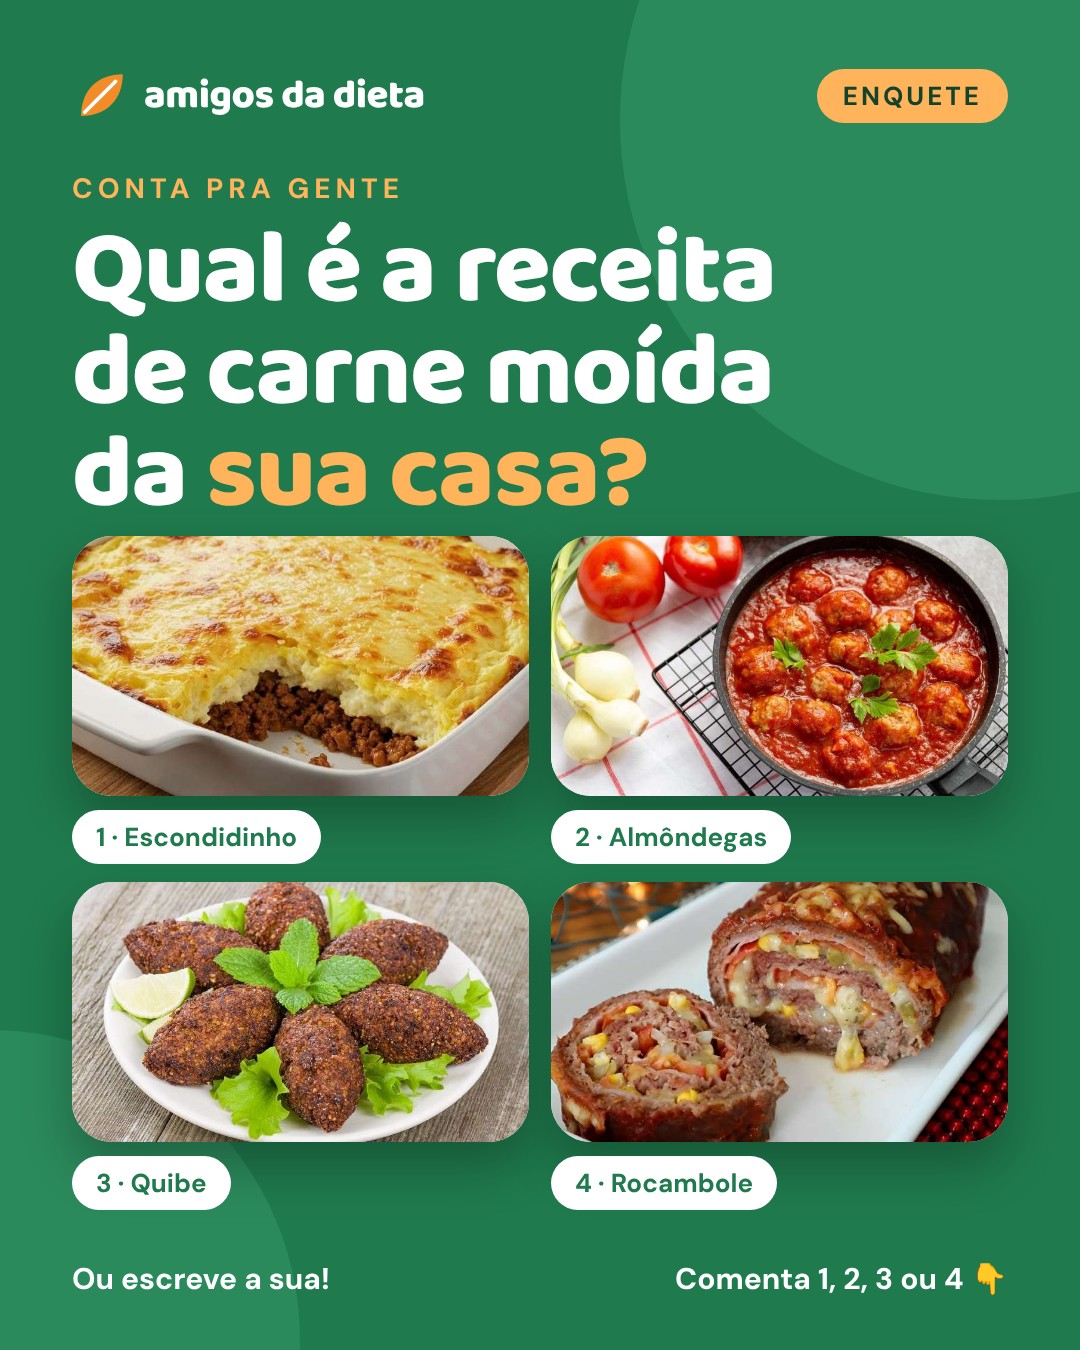 amigos da dieta
ENQUETE
CONTA PRA GENTE
Qual é a receita
de carne moída
da sua casa?
1 · Escondidinho
2 · Almôndegas
3 · Quibe
4 · Rocambole
Ou escreve a sua!
Comenta 1, 2, 3 ou 4 👇